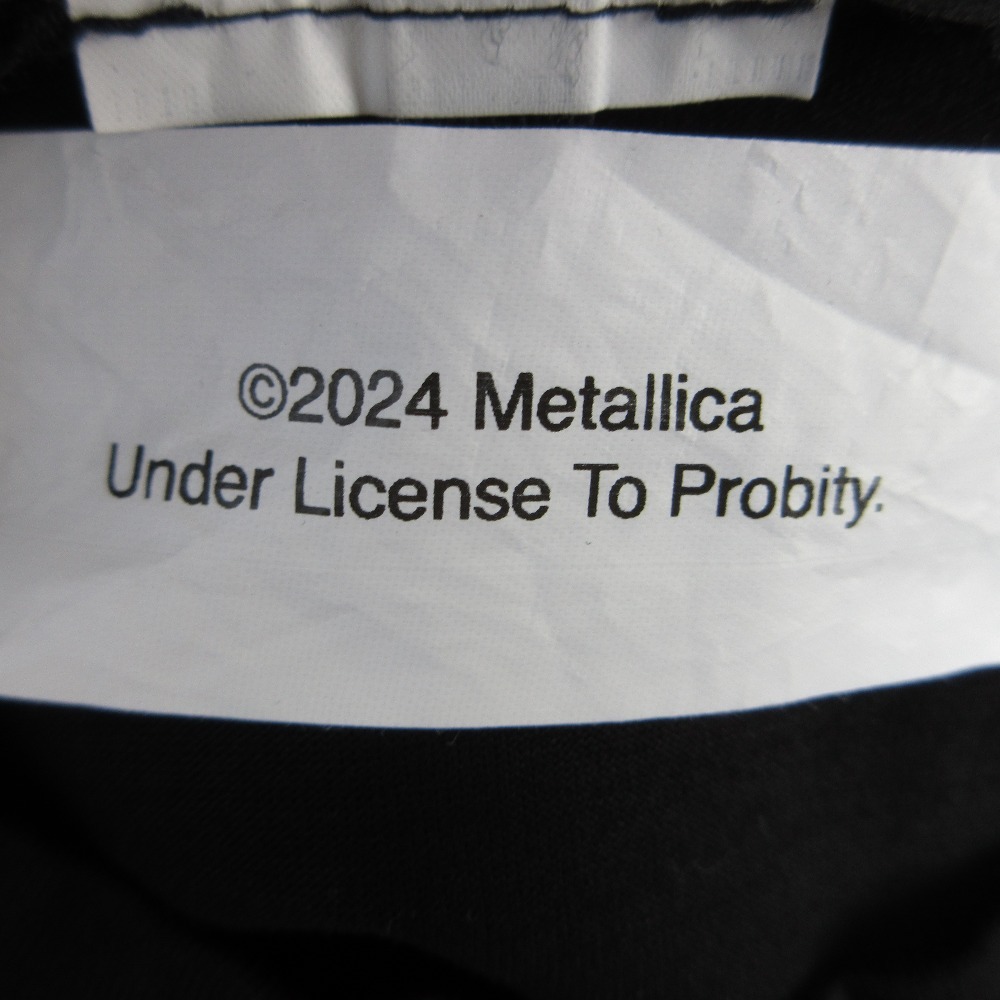 ©2024 Metallica
Under License To Probity.